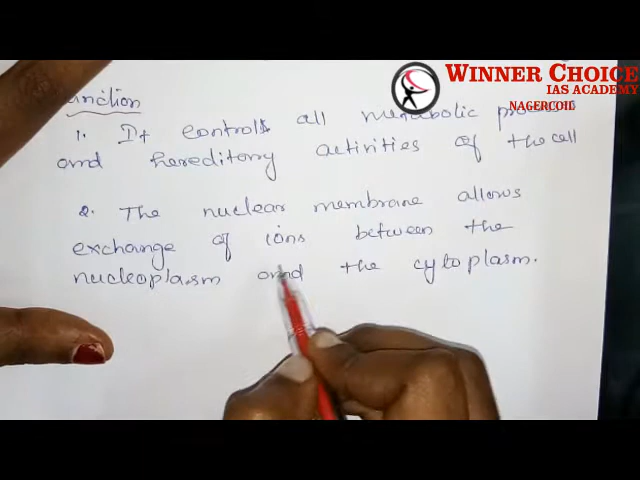 WINNER CHOICE
IAS ACADEMY
NAGERCOIL
unction
1. It controls all metabolic process
and hereditary activities of the cell
2. The nuclear membrane allows
exchange of ions between the
nucleoplasm and the cytoplasm.